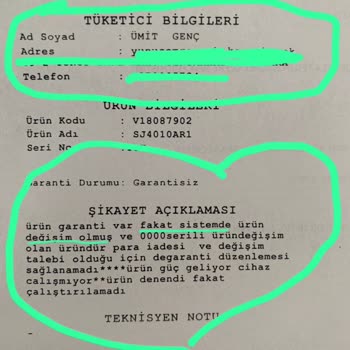 TÜKETİCİ BİLGİLERİ
Ad Soyad : ÜMİT GENÇ
Adres :
Telefon :
ÜRÜN BİLGİLERİ
Ürün Kodu : V18087902
Ürün Adı : SJ4010AR1
Seri No
Garanti Durumu: Garantisiz
ŞİKAYET AÇIKLAMASI
ürün garanti var fakat sistemde ürün
değisim olmuş ve 0000serili üründeğişim
olan üründür para iadesi ve değişim
talebi olduğu için degaranti düzenlemesi
sağlanamadı****ürün güç geliyor cihaz
calışmıyor**ürün denendi fakat
çalıştırılamadı
TEKNİSYEN NOTU
-